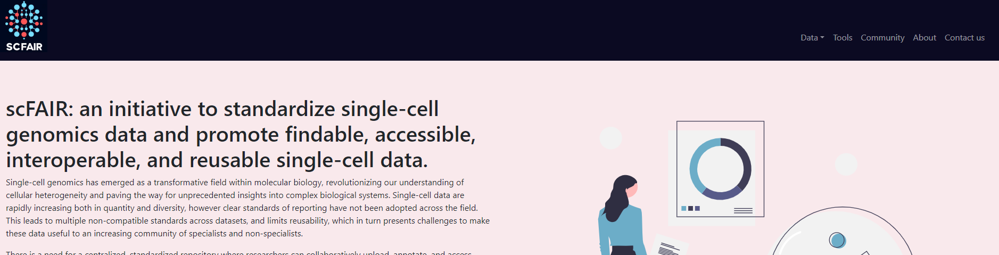 SCFAIR
Data Tools Community About Contact us
scFAIR: an initiative to standardize single-cell
genomics data and promote findable, accessible,
interoperable, and reusable single-cell data.
Single-cell genomics has emerged as a transformative field within molecular biology, revolutionizing our understanding of
cellular heterogeneity and paving the way for unprecedented insights into complex biological systems. Single-cell data are
rapidly increasing both in quantity and diversity, however clear standards of reporting have not been adopted across the field.
This leads to multiple non-compatible standards across datasets, and limits reusability, which in turn presents challenges to make
these data useful to an increasing community of specialists and non-specialists.
There is a need for a centralized, standardized repository where researchers can collaboratively upload, annotate, and access